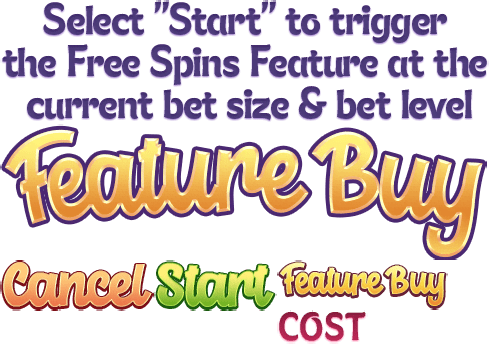 Select "Start" to trigger
the Free Spins Feature at the
current bet size & bet level
Feature Buy
Cancel Start Feature Buy
COST